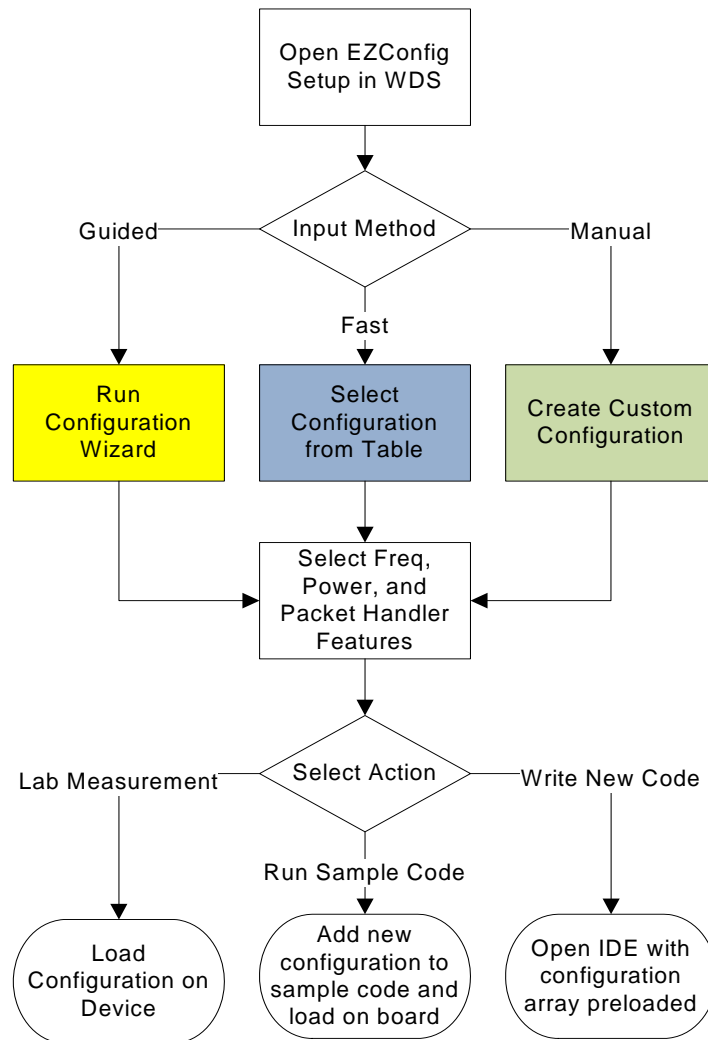 Open EZConfig
Setup in WDS
Input Method
Guided
Manual
Fast
Run
Configuration
Wizard
Select
Configuration
from Table
Create Custom
Configuration
Select Freq,
Power, and
Packet Handler
Features
Select Action
Lab Measurement
Write New Code
Run Sample Code
Load
Configuration on
Device
Add new
configuration to
sample code and
load on board
Open IDE with
configuration
array preloaded